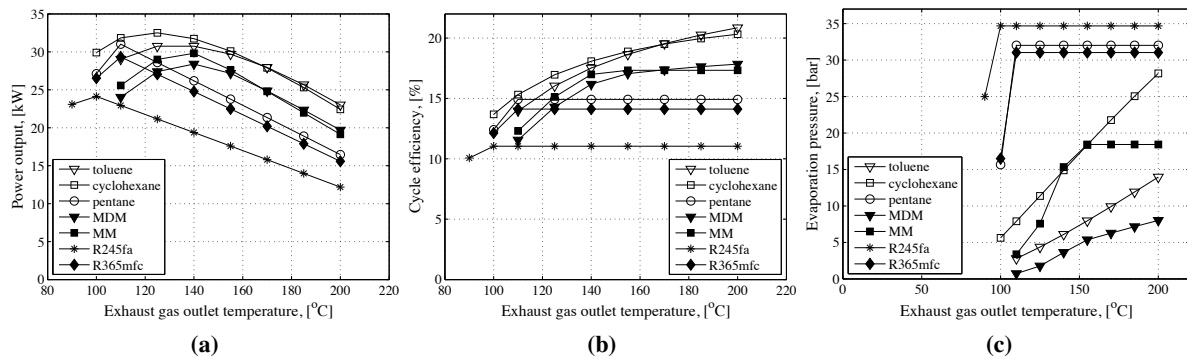 35
30
25
20
15
10
5
0
Power output, [kW]
toluene
cyclohexane
pentane
MDM
MM
R245fa
R365mfc
80 100 120 140 160 180 200
Exhaust gas outlet temperature, [°C]
(a)
20
15
10
5
0
Cycle efficiency, [%]
toluene
cyclohexane
pentane
MDM
MM
R245fa
R365mfc
80 100 120 140 160 180 200
Exhaust gas outlet temperature, [°C]
(b)
35
30
25
20
15
10
5
0
Evaporation pressure, [bar]
toluene
cyclohexane
pentane
MDM
MM
R245fa
R365mfc
0 50 100 150 200
Exhaust gas outlet temperature, [°C]
(c)